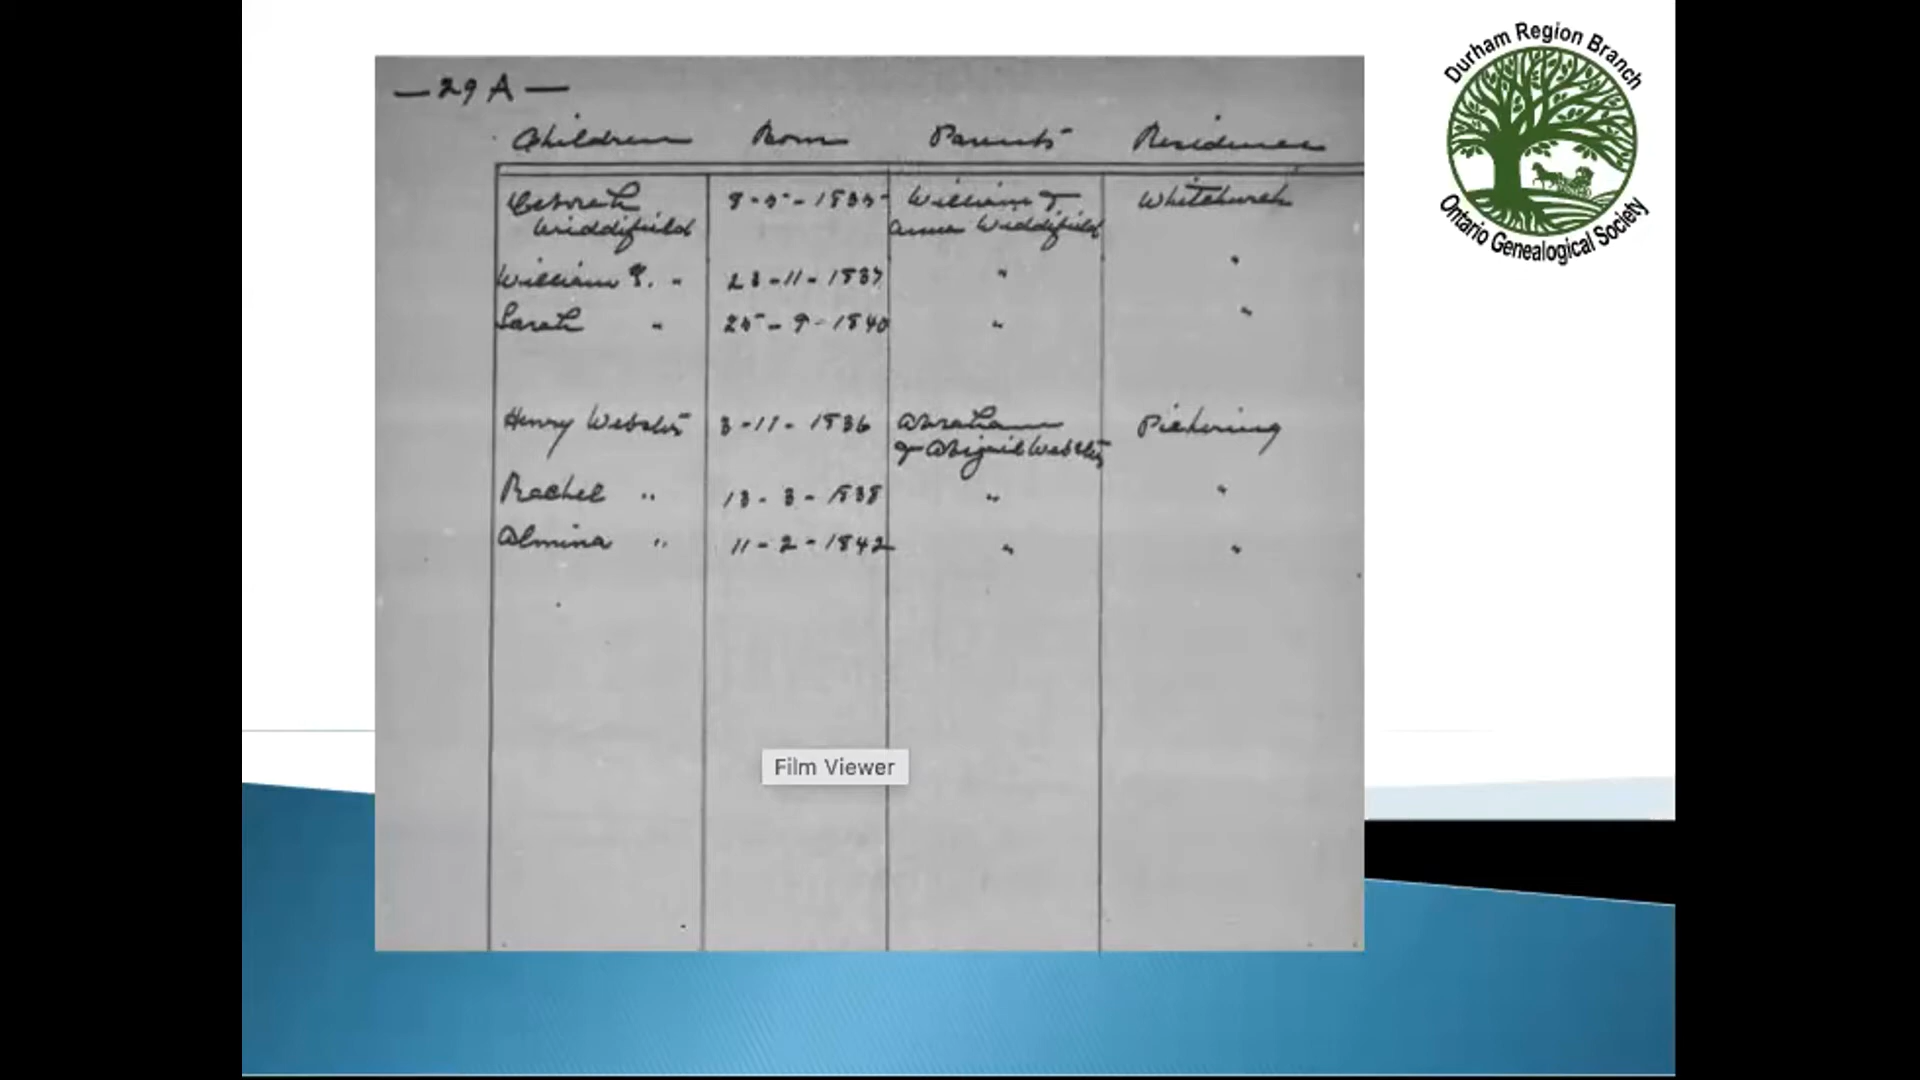 — 29 A —
Children Born Parents Residence
Deborah 8-5-1835 William T Whitchurch
Widdifield Anna Widdifield
William P. " 23-11-1837 " "
Sarah " 25-9-1840 " "
Henry Webster 3-11-1836 Abraham Pickering
& Abigail Webster
Rachel " 13-3-1838 " "
Almina " 11-2-1842 " "
Film Viewer
Durham Region Branch
Ontario Genealogical Society